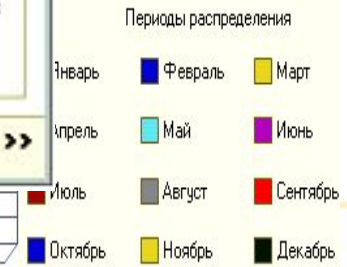 Периоды распределения
Январь Февраль Март
Апрель Май Июнь
>>
Июль Август Сентябрь
Октябрь Ноябрь Декабрь